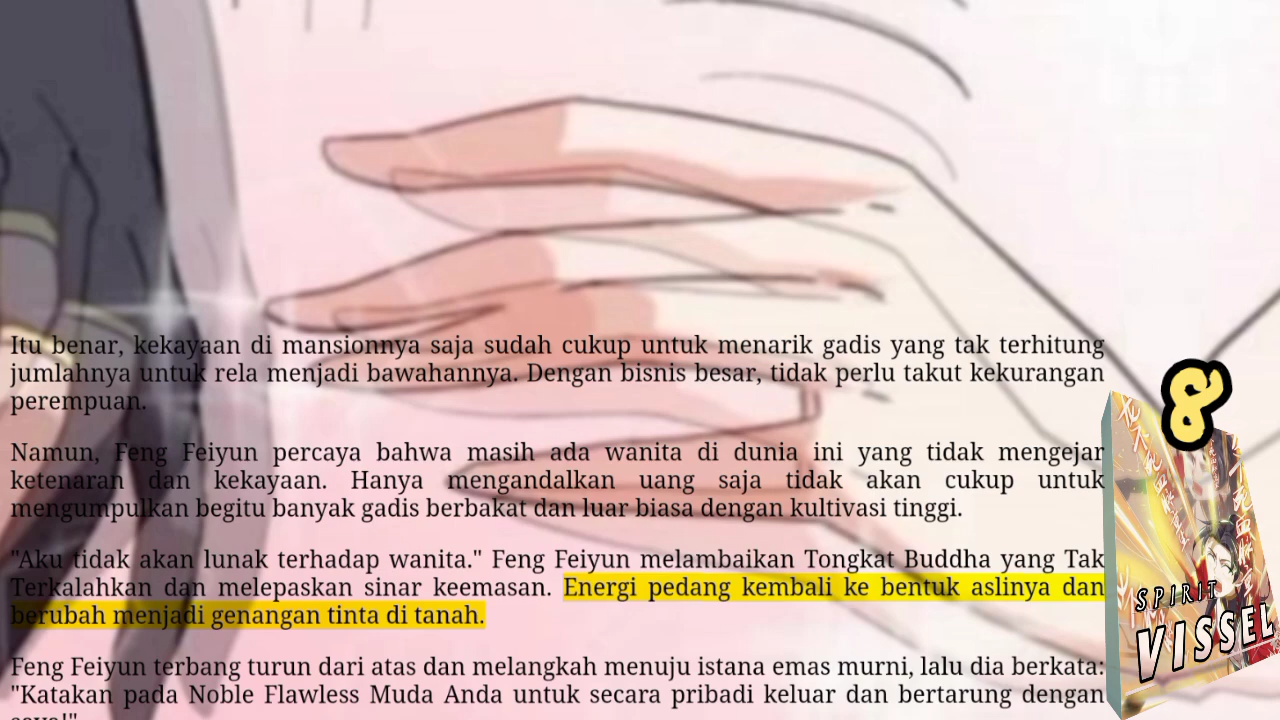 Itu benar, kekayaan di mansionnya saja sudah cukup untuk menarik gadis yang tak terhitung
jumlahnya untuk rela menjadi bawahannya. Dengan bisnis besar, tidak perlu takut kekurangan
perempuan.
Namun, Feng Feiyun percaya bahwa masih ada wanita di dunia ini yang tidak mengejar
ketenaran dan kekayaan. Hanya mengandalkan uang saja tidak akan cukup untuk
mengumpulkan begitu banyak gadis berbakat dan luar biasa dengan kultivasi tinggi.
"Aku tidak akan lunak terhadap wanita." Feng Feiyun melambaikan Tongkat Buddha yang Tak
Terkalahkan dan melepaskan sinar keemasan. Energi pedang kembali ke bentuk aslinya dan
berubah menjadi genangan tinta di tanah.
Feng Feiyun terbang turun dari atas dan melangkah menuju istana emas murni, lalu dia berkata:
"Katakan pada Noble Flawless Muda Anda untuk secara pribadi keluar dan bertarung dengan
8
SPIRIT
VISSEL